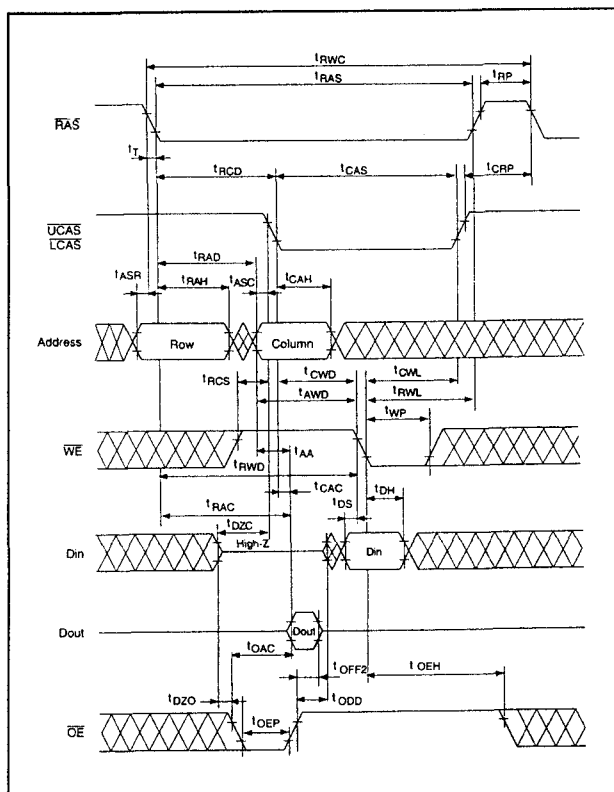 tRWC
tRAS
tRP
RAS
tT
tRCD
tCAS
tCRP
UCAS
LCAS
tRAD
tASR
tRAH
tASC
tCAH
Address
Row
Column
tRCS
tCWD
tCWL
tAWD
tRWL
tWP
WE
tAA
tRWD
tCAC
tRAC
tDS
tDH
tDZC
High-Z
Din
Din
Dout
Dout
tOAC
tOFF2
tOEH
tDZO
tODD
tOEP
OE